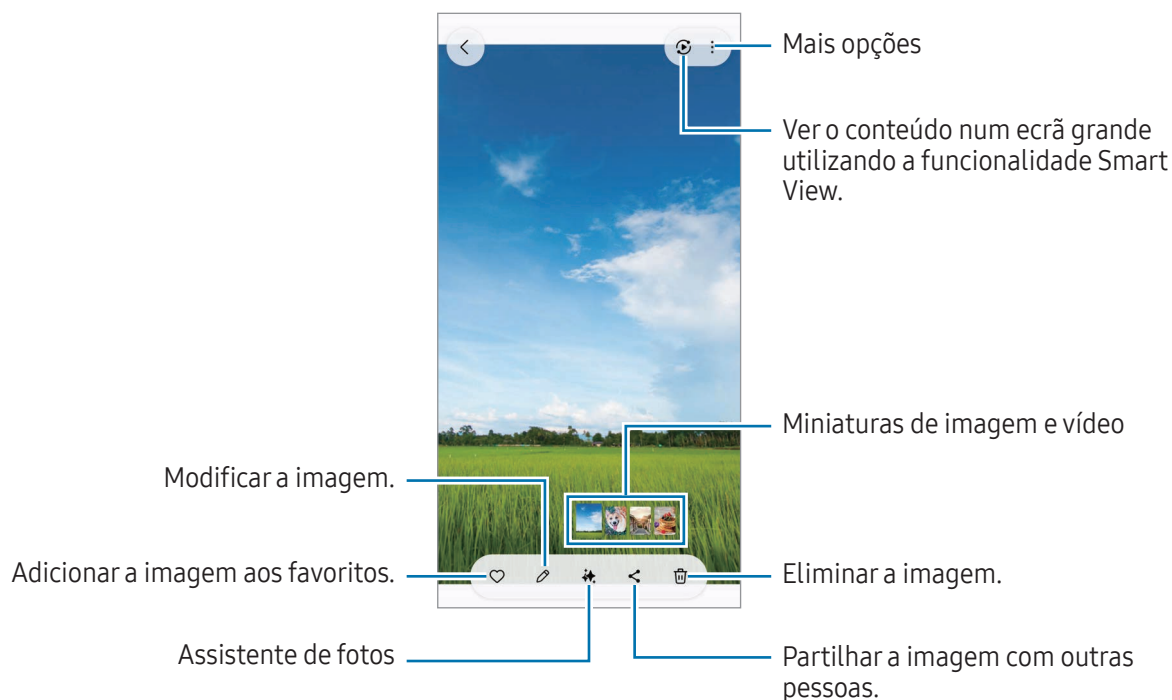 Mais opções
Ver o conteúdo num ecrã grande
utilizando a funcionalidade Smart
View.
Miniaturas de imagem e vídeo
Modificar a imagem.
Adicionar a imagem aos favoritos.
Eliminar a imagem.
Assistente de fotos
Partilhar a imagem com outras
pessoas.